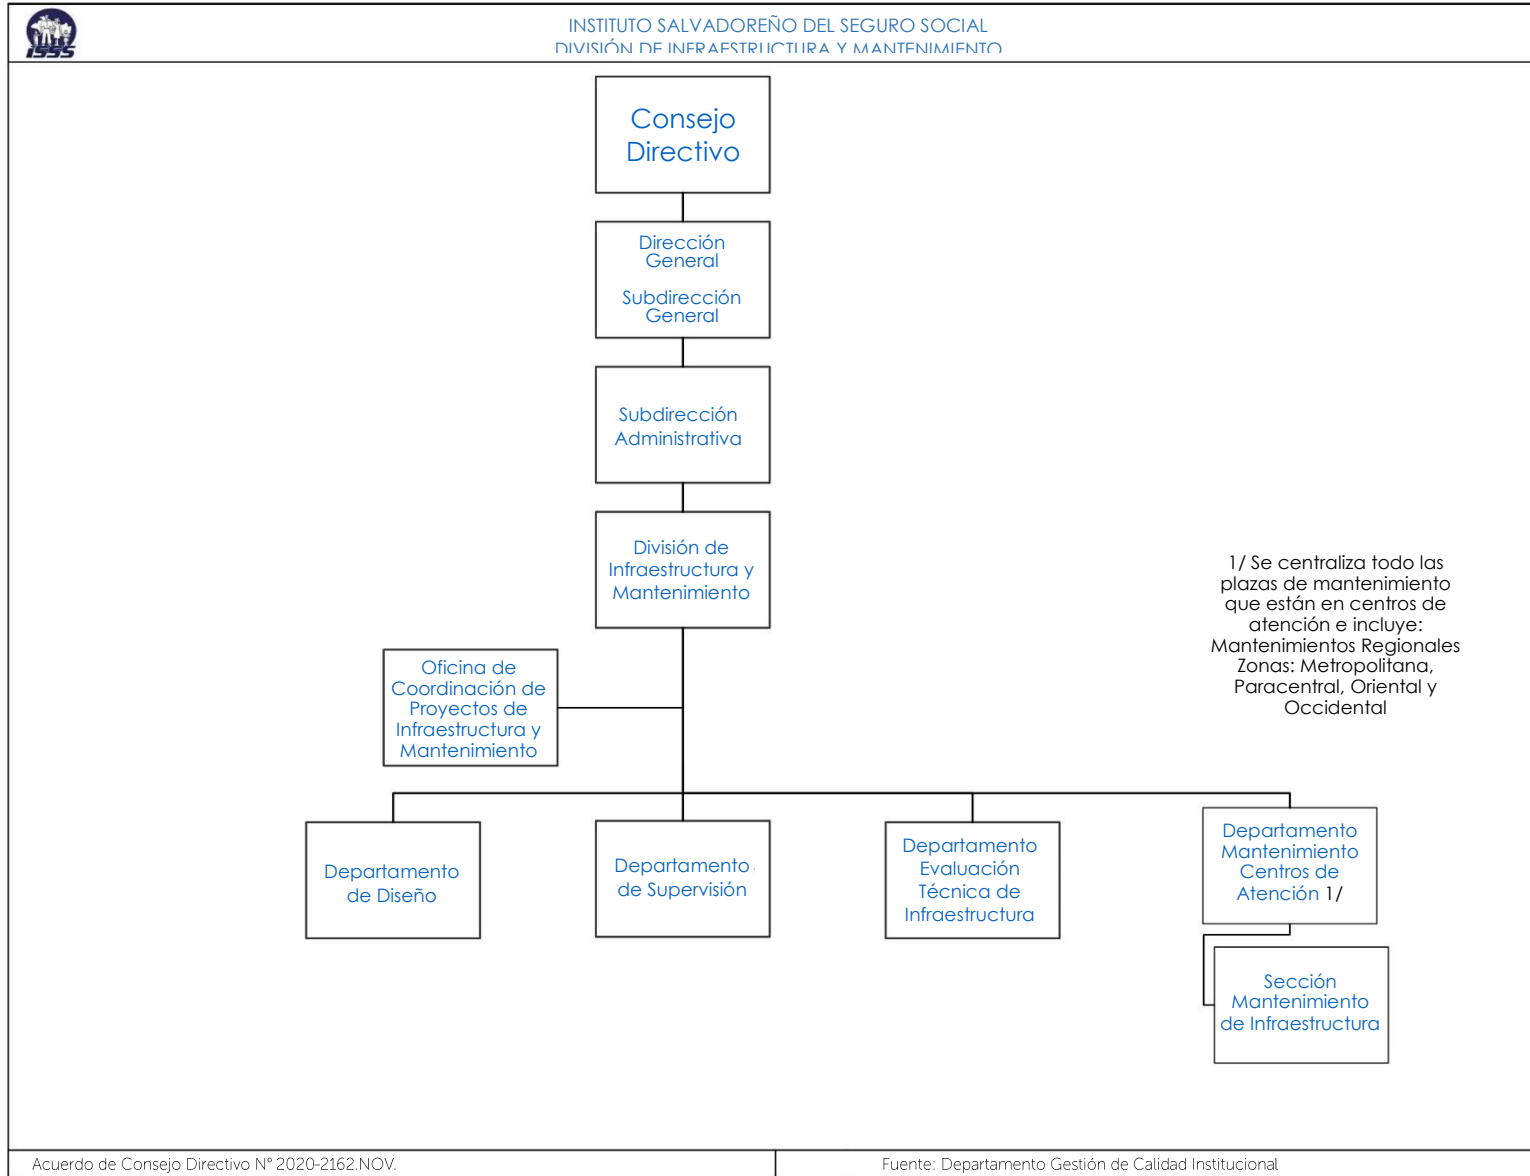 ISSS
INSTITUTO SALVADOREÑO DEL SEGURO SOCIAL
DIVISIÓN DE INFRAESTRUCTURA Y MANTENIMIENTO
Consejo
Directivo
Dirección
General
Subdirección
General
Subdirección
Administrativa
División de
Infraestructura y
Mantenimiento
1/ Se centraliza todo las
plazas de mantenimiento
que están en centros de
atención e incluye:
Mantenimientos Regionales
Zonas: Metropolitana,
Paracentral, Oriental y
Occidental
Oficina de
Coordinación de
Proyectos de
Infraestructura y
Mantenimiento
Departamento
de Diseño
Departamento
de Supervisión
Departamento
Evaluación
Técnica de
Infraestructura
Departamento
Mantenimiento
Centros de
Atención 1/
Sección
Mantenimiento
de Infraestructura
Acuerdo de Consejo Directivo N° 2020-2162.NOV.
Fuente: Departamento Gestión de Calidad Institucional